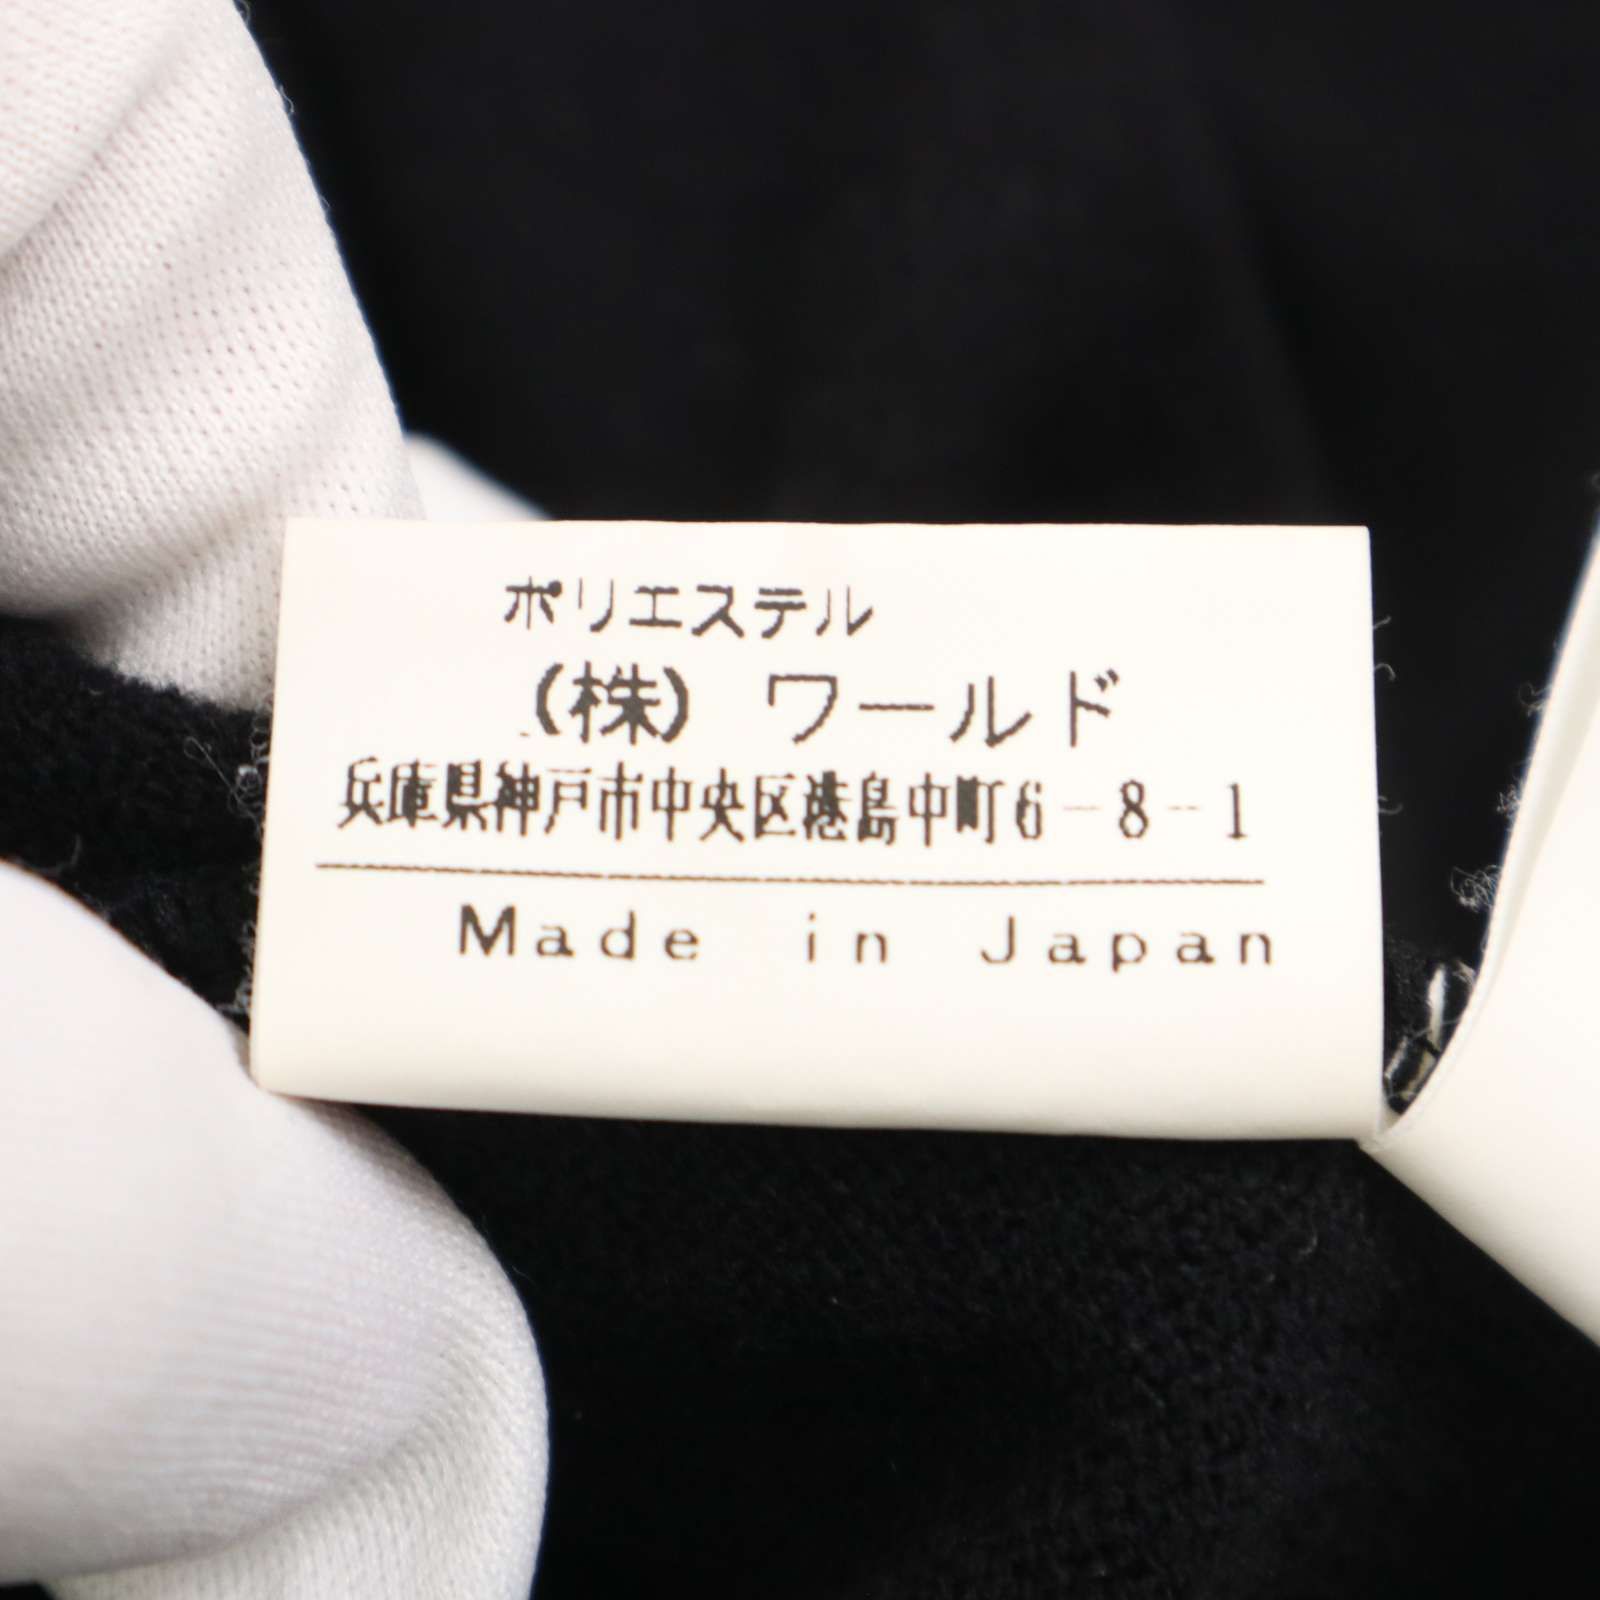 ポリエステル
(株) ワールド
兵庫県神戸市中央区港島中町6-8-1
Made in Japan